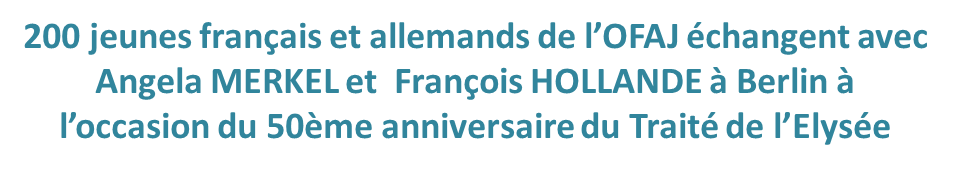 200 jeunes français et allemands de l’OFAJ échangent avec
Angela MERKEL et  François HOLLANDE à Berlin à
l’occasion du 50ème anniversaire du Traité de l’Elysée